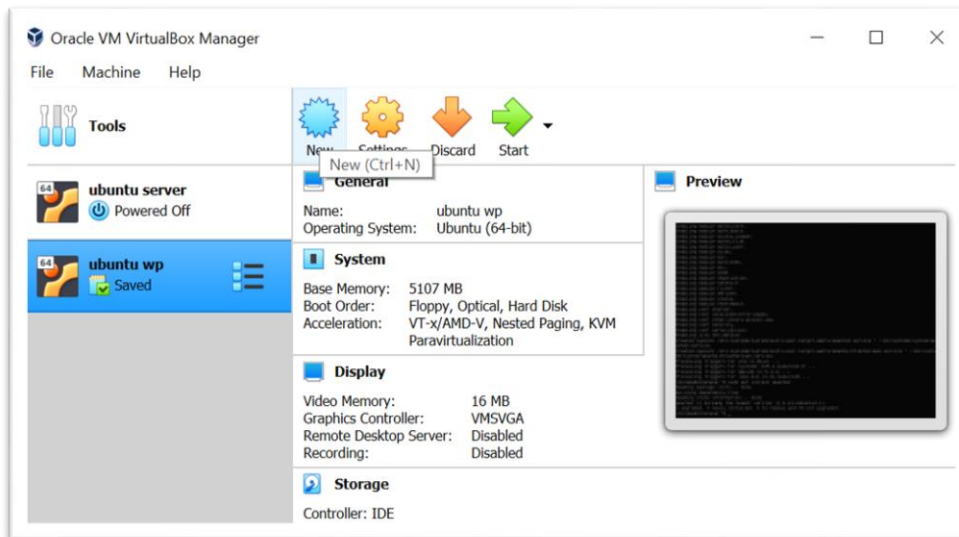 Oracle VM VirtualBox Manager
File Machine Help
Tools
New Settings Discard Start
New (Ctrl+N)
64 ubuntu server
Powered Off
64 ubuntu wp
Saved
General
Name: ubuntu wp
Operating System: Ubuntu (64-bit)
System
Base Memory: 5107 MB
Boot Order: Floppy, Optical, Hard Disk
Acceleration: VT-x/AMD-V, Nested Paging, KVM
Paravirtualization
Display
Video Memory: 16 MB
Graphics Controller: VMSVGA
Remote Desktop Server: Disabled
Recording: Disabled
Storage
Controller: IDE
Preview